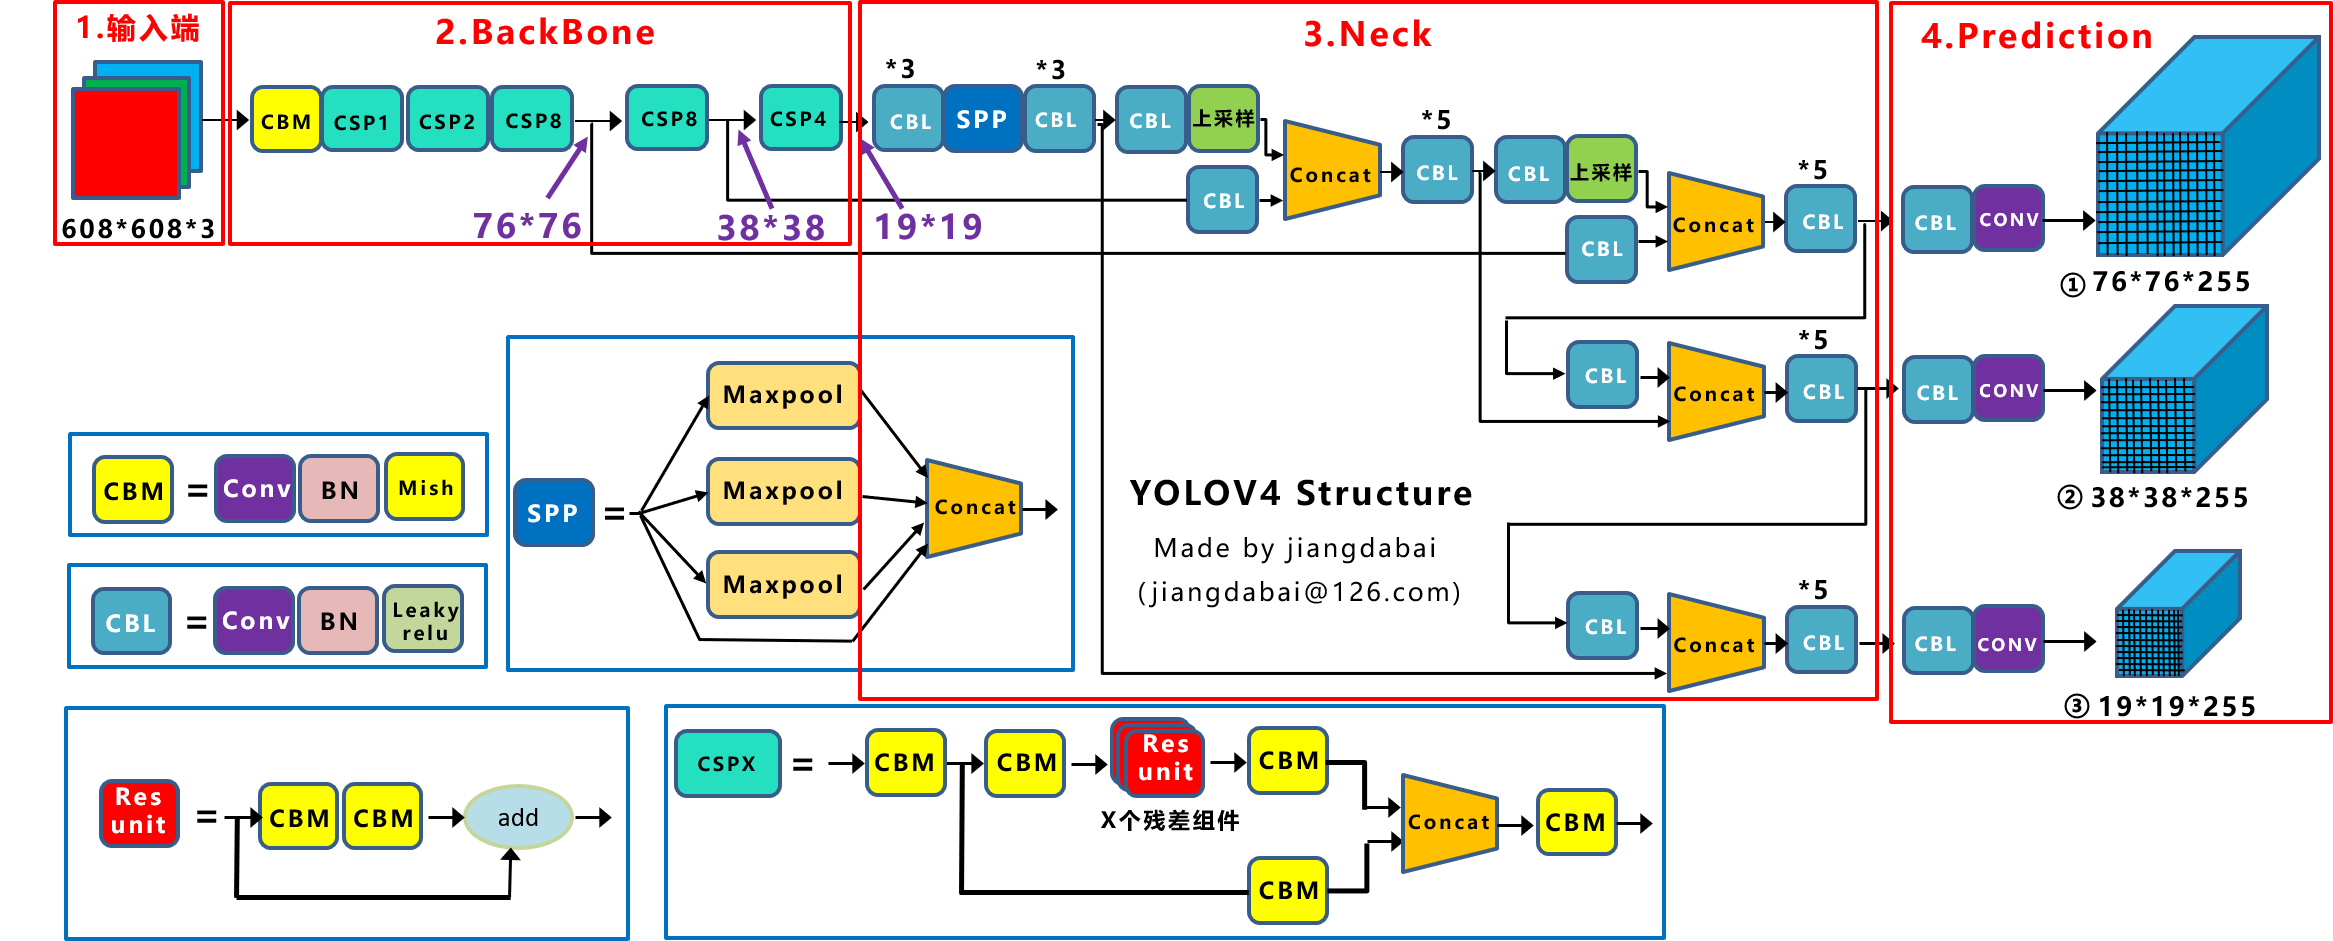 1.输入端
608*608*3
2.BackBone
CBM
CSP1
CSP2
CSP8
CSP8
CSP4
76*76
38*38
19*19
3.Neck
*3
CBL
SPP
*3
CBL
CBL
上采样
CBL
Concat
*5
CBL
CBL
上采样
CBL
Concat
*5
CBL
CBL
Concat
*5
CBL
CBL
Concat
*5
CBL
YOLOV4 Structure
Made by jiangdabai
(jiangdabai@126.com)
4.Prediction
CBL
CONV
① 76*76*255
CBL
CONV
② 38*38*255
CBL
CONV
③ 19*19*255
CBM
=
Conv
BN
Mish
CBL
=
Conv
BN
Leaky
relu
SPP
=
Maxpool
Maxpool
Maxpool
Concat
Res
unit
=
CBM
CBM
add
CSPX
=
CBM
CBM
Res
unit
X个残差组件
CBM
CBM
Concat
CBM